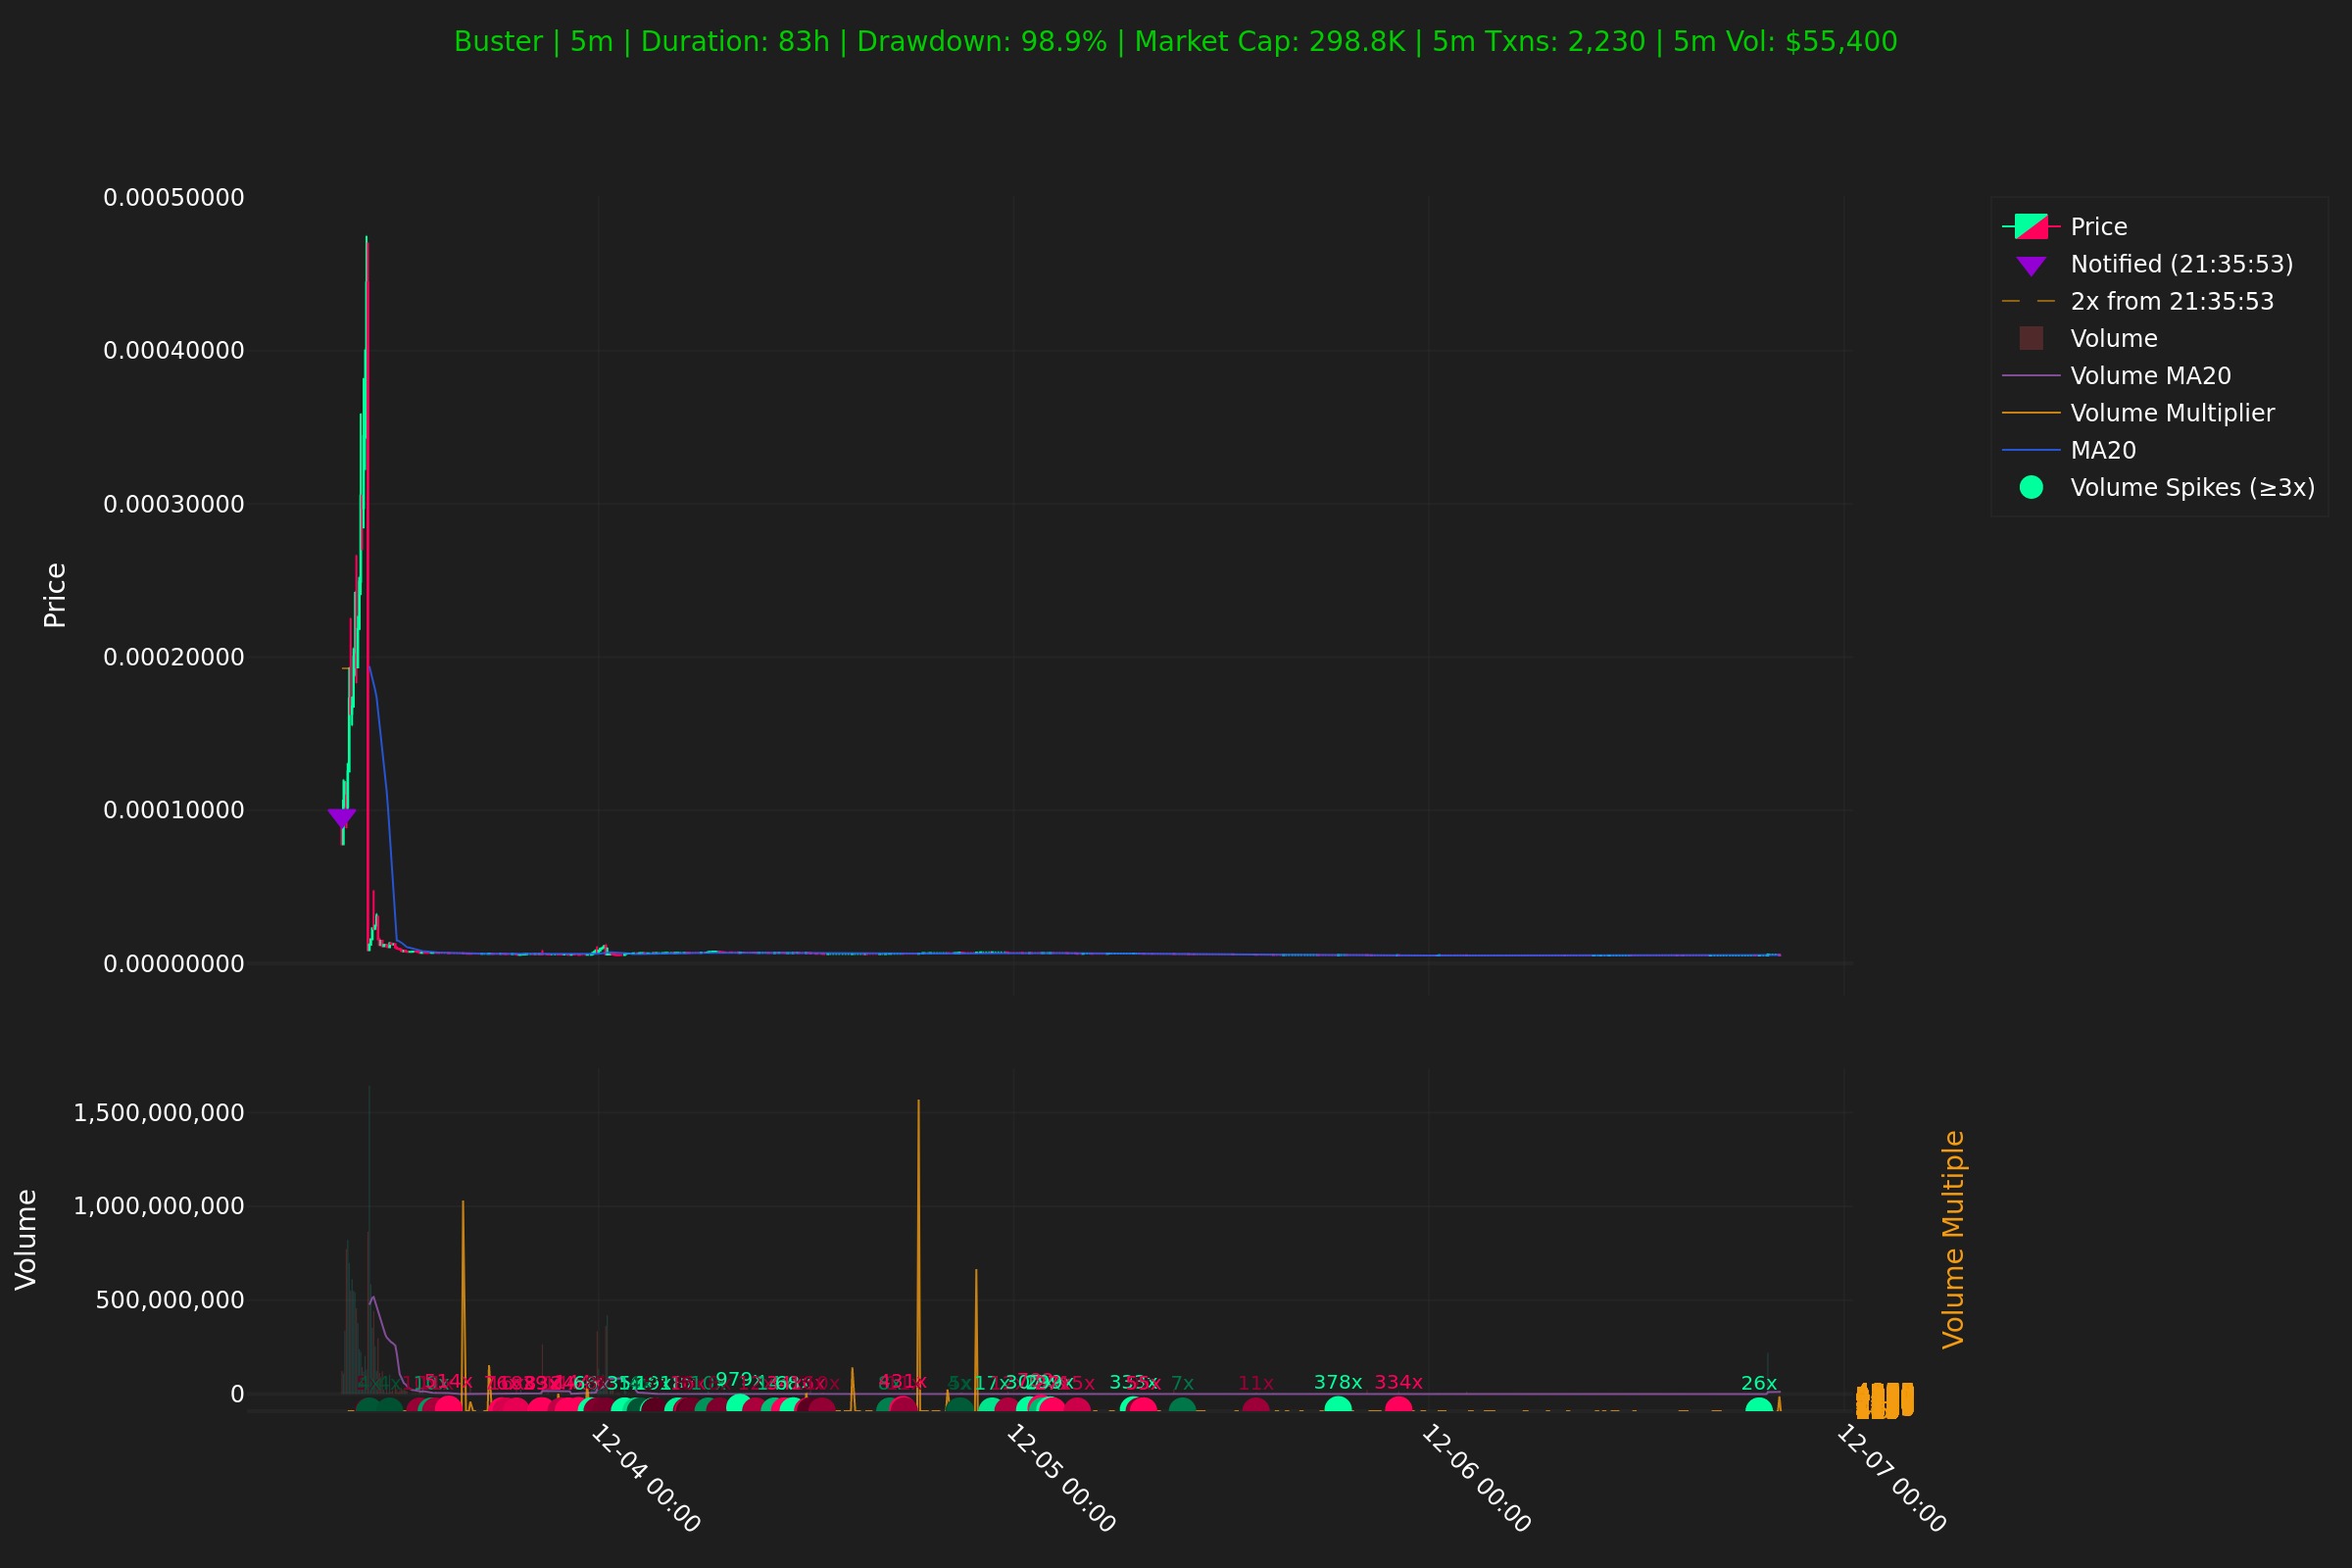 Buster | 5m | Duration: 83h | Drawdown: 98.9% | Market Cap: 298.8K | 5m Txns: 2,230 | 5m Vol: $55,400
Price
0.00050000
0.00040000
0.00030000
0.00020000
0.00010000
0.00000000
Price
Notified (21:35:53)
2x from 21:35:53
Volume
Volume MA20
Volume Multiplier
MA20
Volume Spikes (≥3x)
Volume
1,500,000,000
1,000,000,000
500,000,000
0
979x
5x
17x
333x
7x
11x
378x
334x
26x
Volume Multiple
12-04 00:00
12-05 00:00
12-06 00:00
12-07 00:00